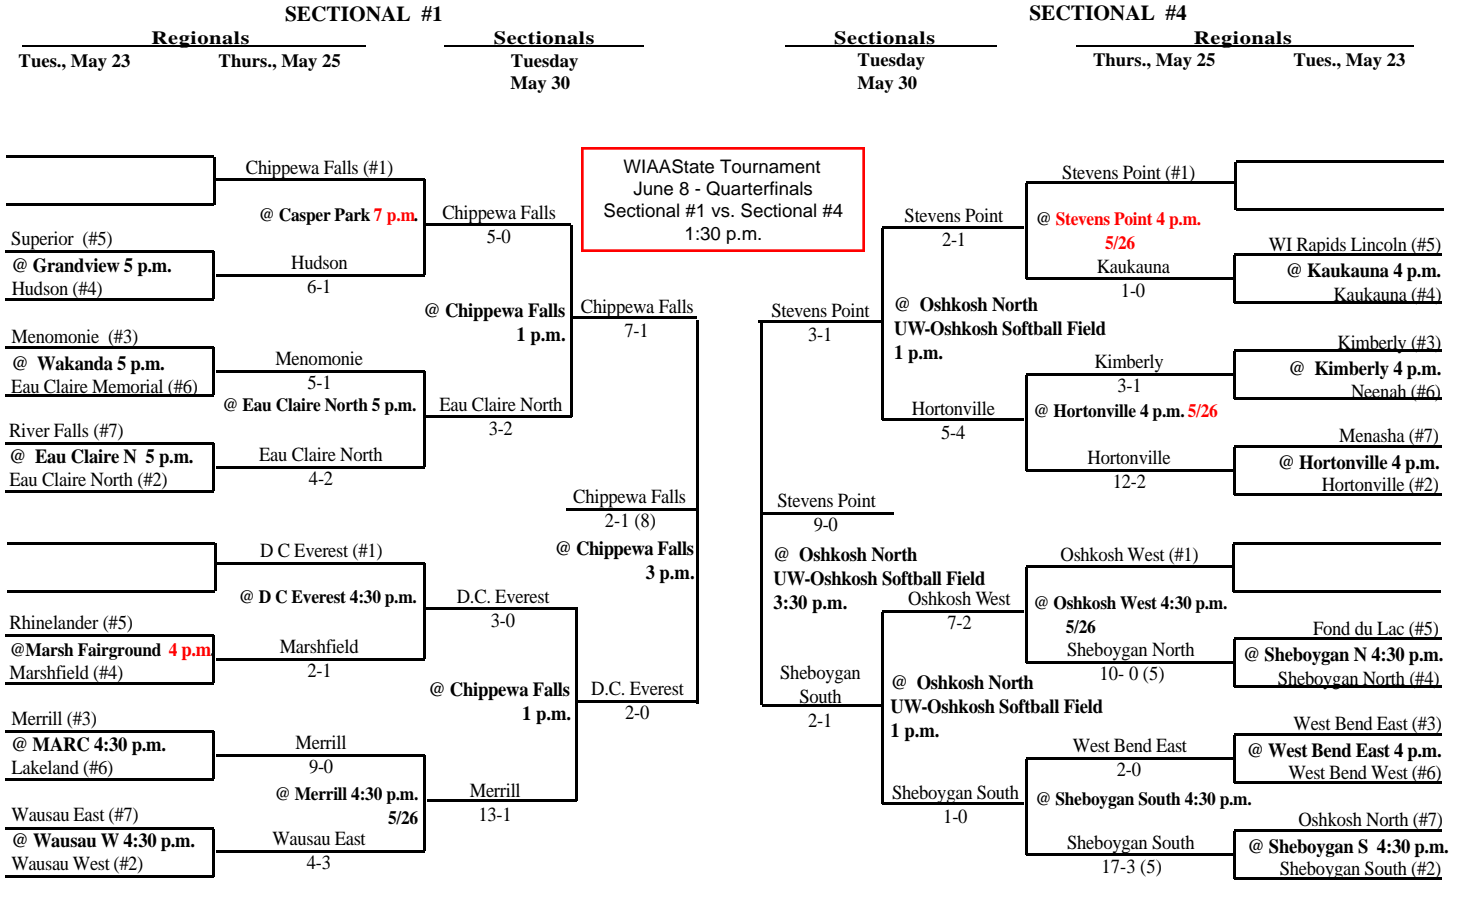 SECTIONAL #1
Regionals
Sectionals
Tues., May 23
Thurs., May 25
Tuesday
May 30
Chippewa Falls (#1)
@ Casper Park 7 p.m.
Chippewa Falls
5-0
Superior (#5)
@ Grandview 5 p.m.
Hudson (#4)
Hudson
6-1
@ Chippewa Falls
1 p.m.
Chippewa Falls
7-1
Menomonie (#3)
@ Wakanda 5 p.m.
Eau Claire Memorial (#6)
Menomonie
5-1
@ Eau Claire North 5 p.m.
Eau Claire North
3-2
River Falls (#7)
@ Eau Claire N 5 p.m.
Eau Claire North (#2)
Eau Claire North
4-2
Chippewa Falls
2-1 (8)
@ Chippewa Falls
3 p.m.
D C Everest (#1)
@ D C Everest 4:30 p.m.
D.C. Everest
3-0
Rhinelander (#5)
@Marsh Fairground 4 p.m.
Marshfield (#4)
Marshfield
2-1
@ Chippewa Falls
1 p.m.
D.C. Everest
2-0
Merrill (#3)
@ MARC 4:30 p.m.
Lakeland (#6)
Merrill
9-0
@ Merrill 4:30 p.m.
5/26
Merrill
13-1
Wausau East (#7)
@ Wausau W 4:30 p.m.
Wausau West (#2)
Wausau East
4-3
WIAAState Tournament
June 8 - Quarterfinals
Sectional #1 vs. Sectional #4
1:30 p.m.
SECTIONAL #4
Sectionals
Regionals
Tuesday
May 30
Thurs., May 25
Tues., May 23
Stevens Point (#1)
@ Stevens Point 4 p.m.
5/26
Stevens Point
2-1
WI Rapids Lincoln (#5)
@ Kaukauna 4 p.m.
Kaukauna (#4)
Kaukauna
1-0
Stevens Point
3-1
@ Oshkosh North
UW-Oshkosh Softball Field
1 p.m.
Kimberly (#3)
@ Kimberly 4 p.m.
Neenah (#6)
Kimberly
3-1
@ Hortonville 4 p.m. 5/26
Hortonville
5-4
Menasha (#7)
@ Hortonville 4 p.m.
Hortonville (#2)
Hortonville
12-2
Stevens Point
9-0
@ Oshkosh North
UW-Oshkosh Softball Field
3:30 p.m.
Oshkosh West (#1)
@ Oshkosh West 4:30 p.m.
5/26
Oshkosh West
7-2
Fond du Lac (#5)
@ Sheboygan N 4:30 p.m.
Sheboygan North (#4)
Sheboygan North
10- 0 (5)
Sheboygan
South
2-1
@ Oshkosh North
UW-Oshkosh Softball Field
1 p.m.
West Bend East (#3)
@ West Bend East 4 p.m.
West Bend West (#6)
West Bend East
2-0
@ Sheboygan South 4:30 p.m.
Sheboygan South
1-0
Oshkosh North (#7)
@ Sheboygan S 4:30 p.m.
Sheboygan South (#2)
Sheboygan South
17-3 (5)